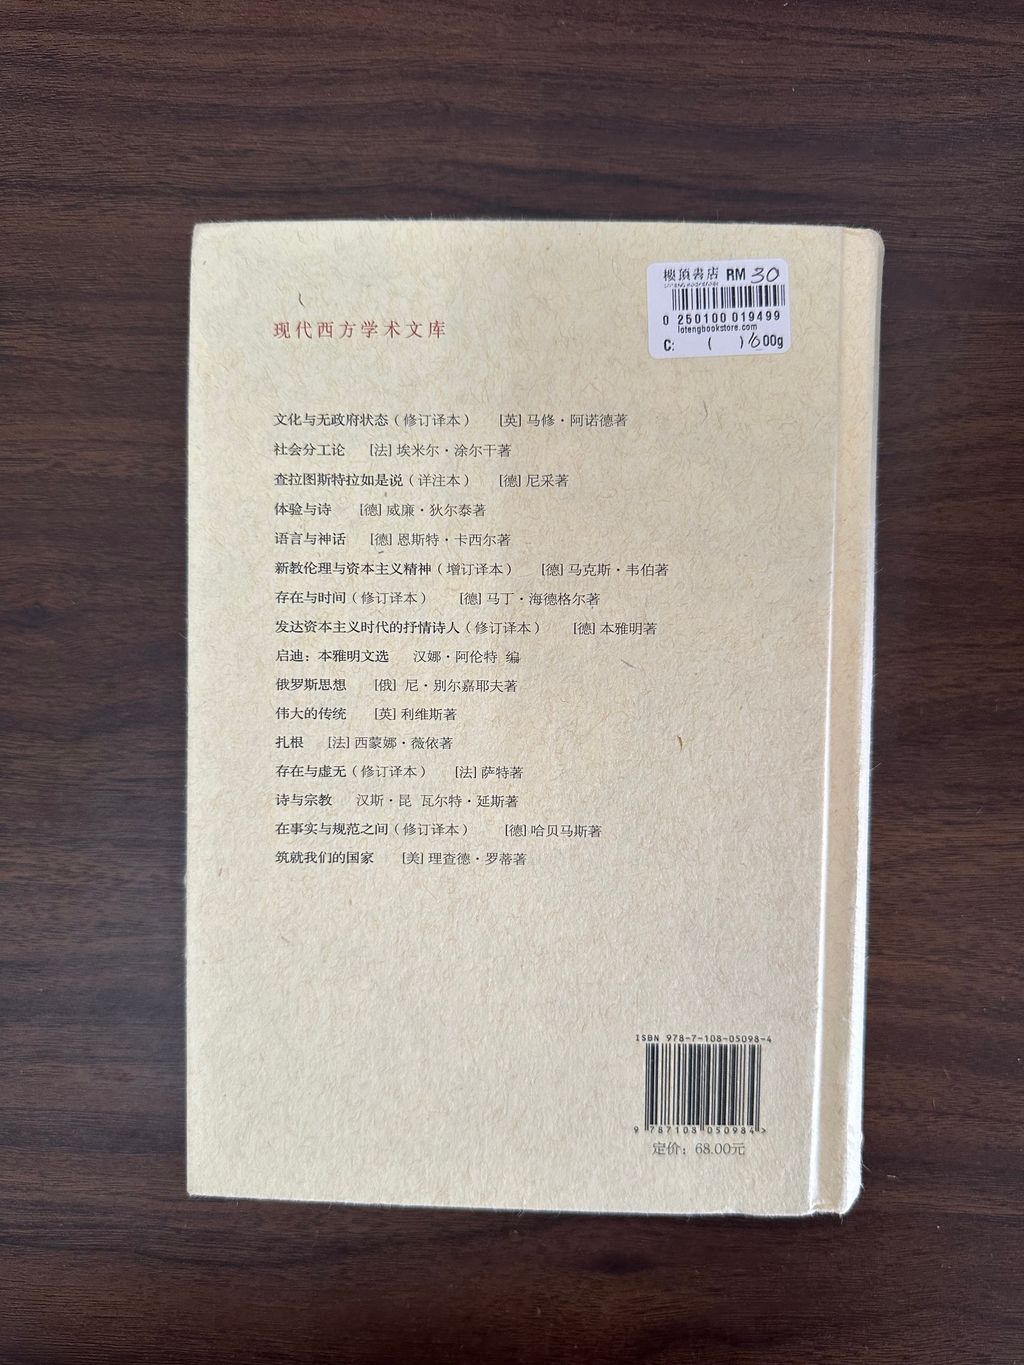 樓頂書店 RM 30
0 250100 019499
lotengbookstore.com
C: ( ) 600g
现代西方学术文库
文化与无政府状态（修订译本） [英] 马修·阿诺德著
社会分工论 [法] 埃米尔·涂尔干著
查拉图斯特拉如是说（详注本） [德] 尼采著
体验与诗 [德] 威廉·狄尔泰著
语言与神话 [德] 恩斯特·卡西尔著
新教伦理与资本主义精神（增订译本） [德] 马克斯·韦伯著
存在与时间（修订译本） [德] 马丁·海德格尔著
发达资本主义时代的抒情诗人（修订译本） [德] 本雅明著
启迪：本雅明文选 汉娜·阿伦特 编
俄罗斯思想 [俄] 尼·别尔嘉耶夫著
伟大的传统 [英] 利维斯著
扎根 [法] 西蒙娜·薇依著
存在与虚无（修订译本） [法] 萨特著
诗与宗教 汉斯·昆 瓦尔特·延斯著
在事实与规范之间（修订译本） [德] 哈贝马斯著
筑就我们的国家 [美] 理查德·罗蒂著
ISBN 978-7-108-05098-4
9 787108 050984 >
定价：68.00元